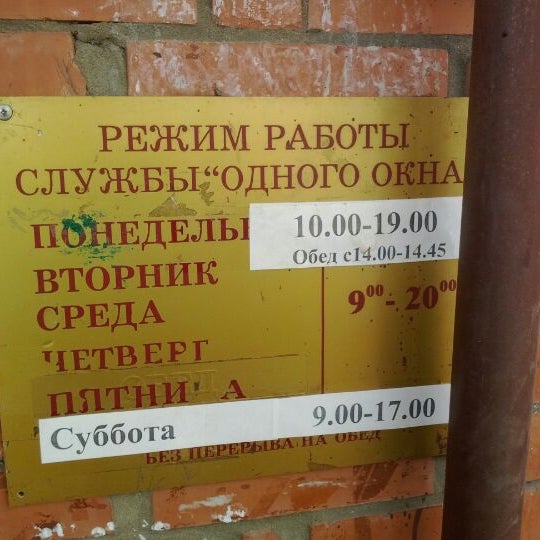 РЕЖИМ РАБОТЫ
СЛУЖБЫ "ОДНОГО ОКНА
ПОНЕДЕЛЬ 10.00-19.00
Обед с14.00-14.45
ВТОРНИК
СРЕДА 9⁰⁰- 20⁰⁰
ЧЕТВЕРГ
ПЯТНИ А
Суббота 9.00-17.00
БЕЗ ПЕРЕРЫВА НА ОБЕД